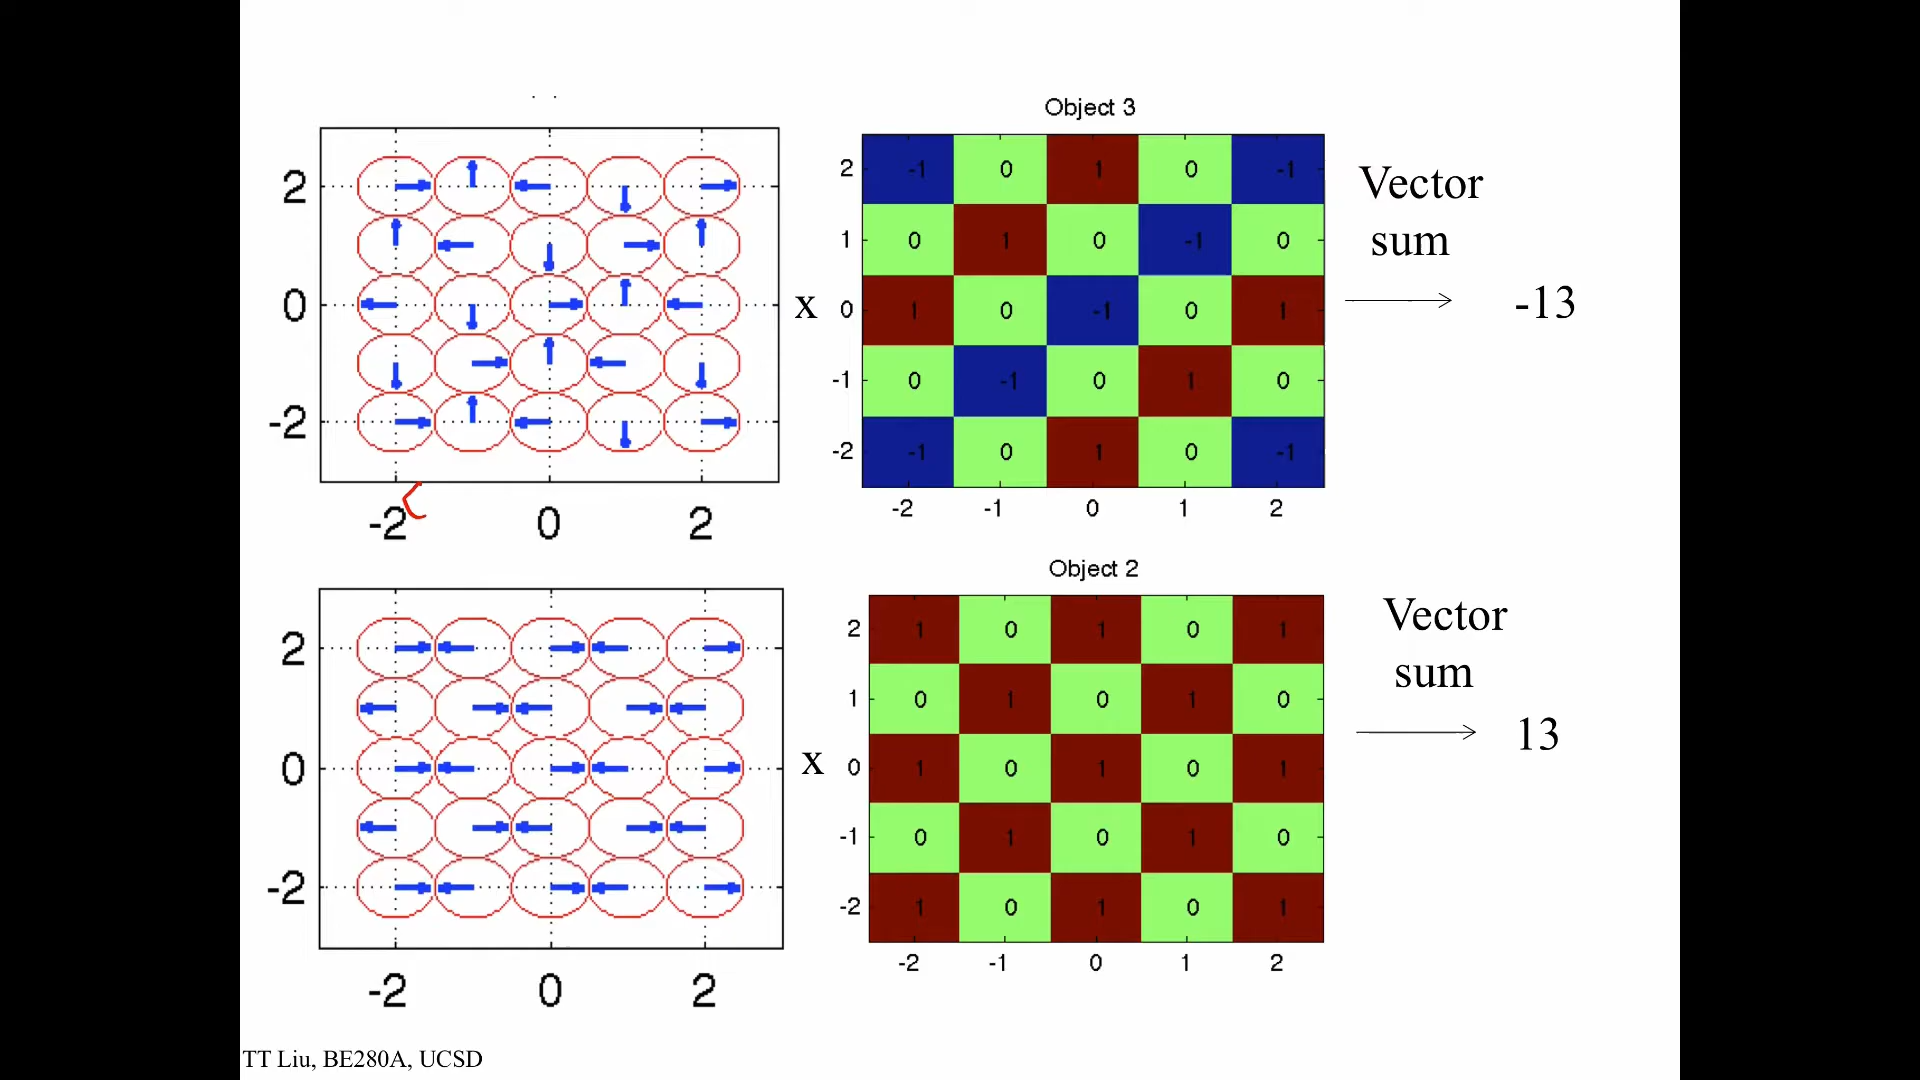 Object 3
2
0
-2
-2 0 2
x
2 -1 0 1 0 -1
1 0 1 0 -1 0
0 1 0 -1 0 1
-1 0 -1 0 1 0
-2 -1 0 1 0 -1
-2 -1 0 1 2
Vector
sum
-13
Object 2
2
0
-2
-2 0 2
x
2 1 0 1 0 1
1 0 1 0 1 0
0 1 0 1 0 1
-1 0 1 0 1 0
-2 1 0 1 0 1
-2 -1 0 1 2
Vector
sum
13
TT Liu, BE280A, UCSD